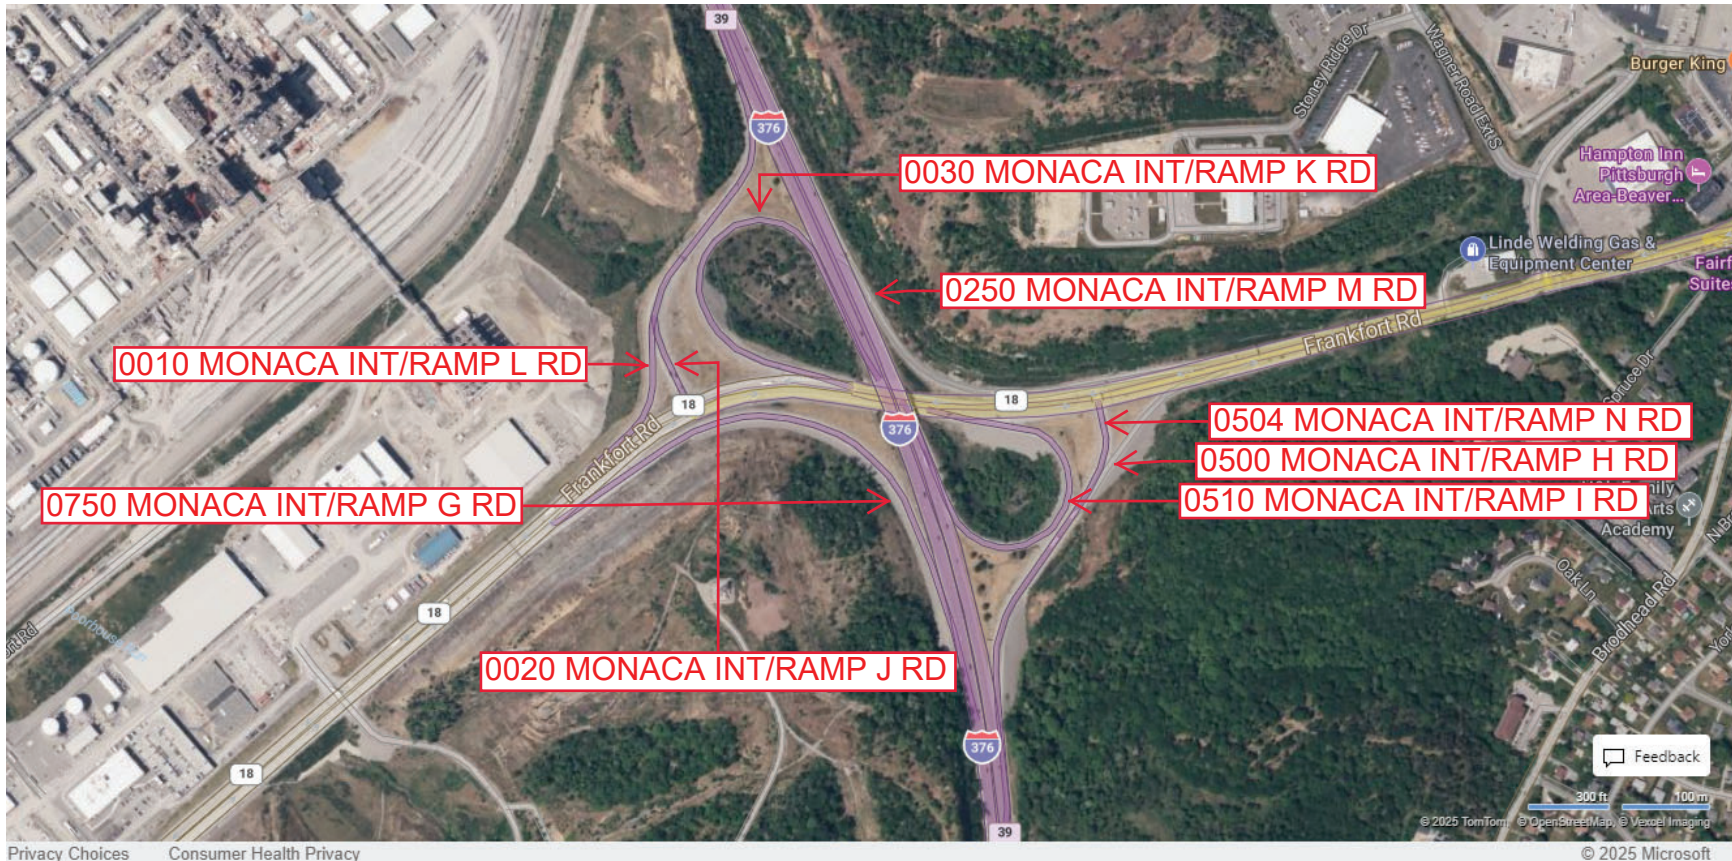 39
Stoney Ridge Dr
Wagner Road Ext S
Burger King
376
0030 MONACA INT/RAMP K RD
Hampton Inn
Pittsburgh
Area-Beaver...
Linde Welding Gas &
Equipment Center
Fairf
Suites
0250 MONACA INT/RAMP M RD
Frankfort Rd
0010 MONACA INT/RAMP L RD
Spruce Dr
18
18
0504 MONACA INT/RAMP N RD
376
0500 MONACA INT/RAMP H RD
Frankfort Rd
0510 MONACA INT/RAMP I RD
0750 MONACA INT/RAMP G RD
Arts
Academy
Oak Ln
18
Brodhead Rd
0020 MONACA INT/RAMP J RD
376
Feedback
18
300 ft
100 m
39
© 2025 TomTom, © OpenStreetMap, © Vexcel Imaging
Privacy Choices
Consumer Health Privacy
© 2025 Microsoft